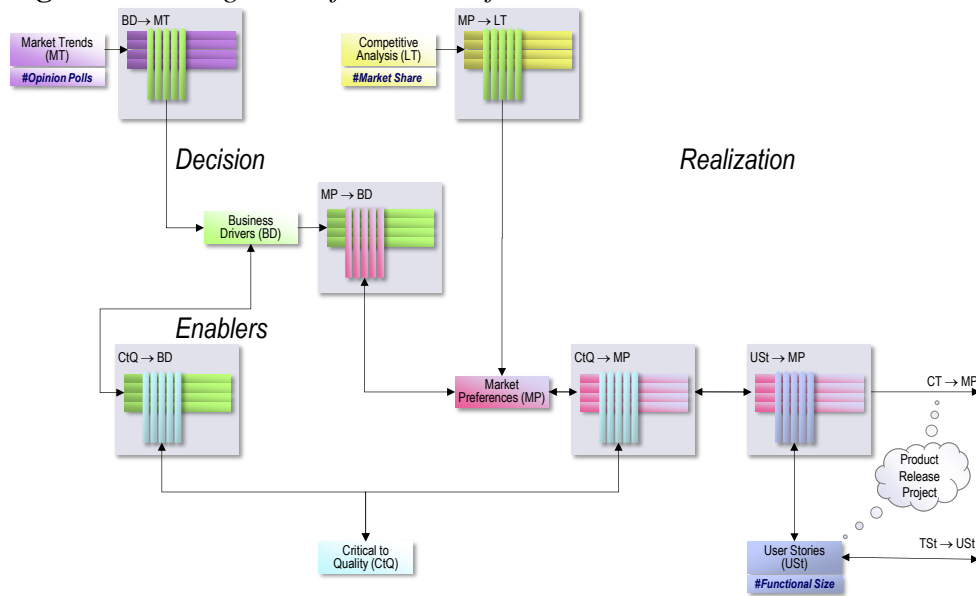 BD → MT
MP → LT
Market Trends
(MT)
#Opinion Polls
Competitive
Analysis (LT)
#Market Share
Decision
Realization
MP → BD
Business
Drivers (BD)
Enablers
CtQ → BD
CtQ → MP
USt → MP
Market
Preferences (MP)
CT → MP
Product
Release
Project
Critical to
Quality (CtQ)
User Stories
(USt)
#Functional Size
TSt → USt